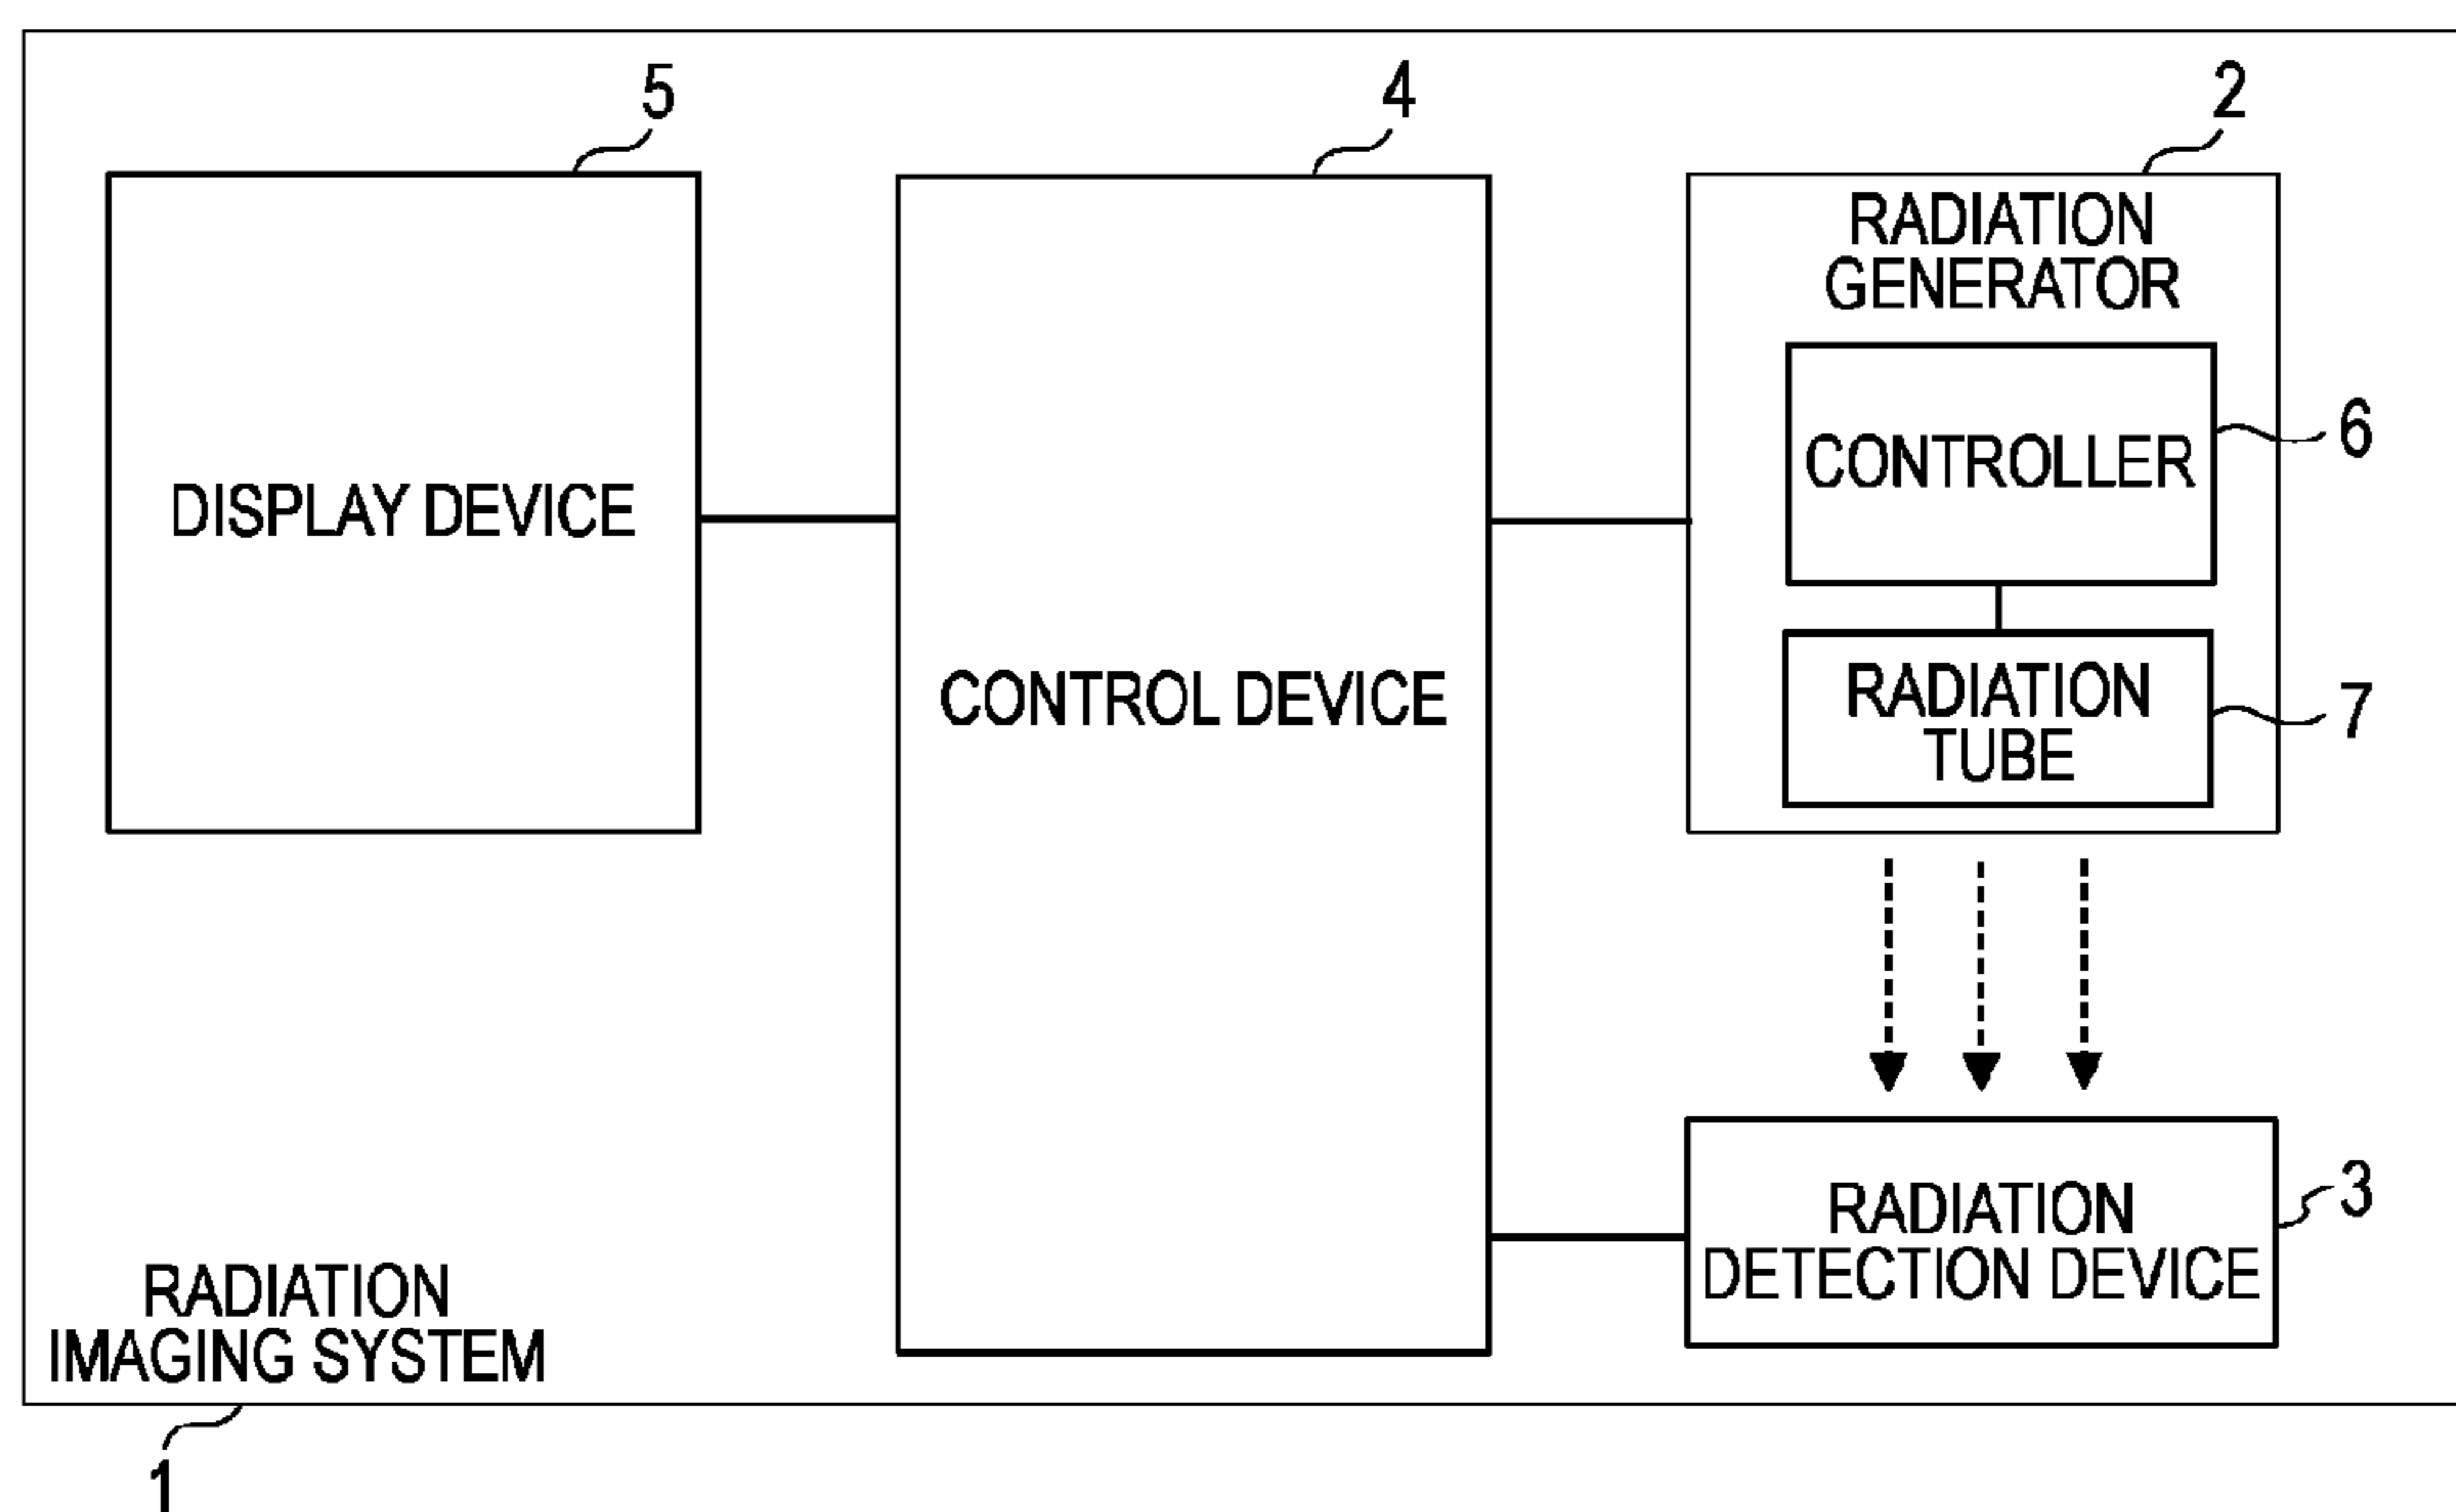 5
4
2
DISPLAY DEVICE
CONTROL DEVICE
RADIATION
GENERATOR
CONTROLLER
6
RADIATION
TUBE
7
RADIATION
DETECTION DEVICE
3
RADIATION
IMAGING SYSTEM
1